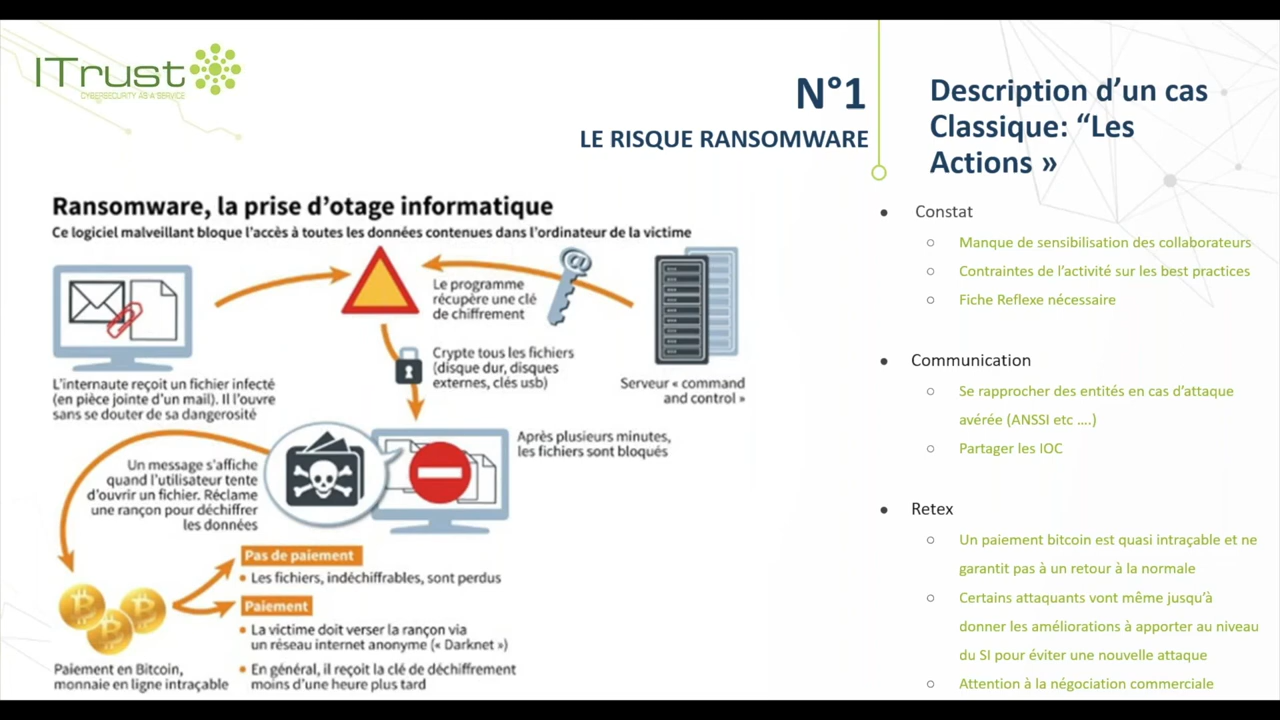 ITrust
CYBERSECURITY AS A SERVICE
N°1
LE RISQUE RANSOMWARE
Description d’un cas
Classique: “Les
Actions »
Ransomware, la prise d’otage informatique
Ce logiciel malveillant bloque l’accès à toutes les données contenues dans l’ordinateur de la victime
L’internaute reçoit un fichier infecté
(en pièce jointe d’un mail). Il l’ouvre
sans se douter de sa dangerosité
Le programme
récupère une clé
de chiffrement
@
Serveur « command
and control »
Crypte tous les fichiers
(disque dur, disques
externes, clés usb)
Après plusieurs minutes,
les fichiers sont bloqués
Un message s’affiche
quand l’utilisateur tente
d’ouvrir un fichier. Réclame
une rançon pour déchiffrer
les données
Paiement en Bitcoin,
monnaie en ligne intraçable
Pas de paiement
• Les fichiers, indéchiffrables, sont perdus
Paiement
• La victime doit verser la rançon via
un réseau internet anonyme (« Darknet »)
• En général, il reçoit la clé de déchiffrement
moins d’une heure plus tard
● Constat
○ Manque de sensibilisation des collaborateurs
○ Contraintes de l’activité sur les best practices
○ Fiche Reflexe nécessaire
● Communication
○ Se rapprocher des entités en cas d’attaque
avérée (ANSSI etc ….)
○ Partager les IOC
● Retex
○ Un paiement bitcoin est quasi intraçable et ne
garantit pas à un retour à la normale
○ Certains attaquants vont même jusqu’à
donner les améliorations à apporter au niveau
du SI pour éviter une nouvelle attaque
○ Attention à la négociation commerciale